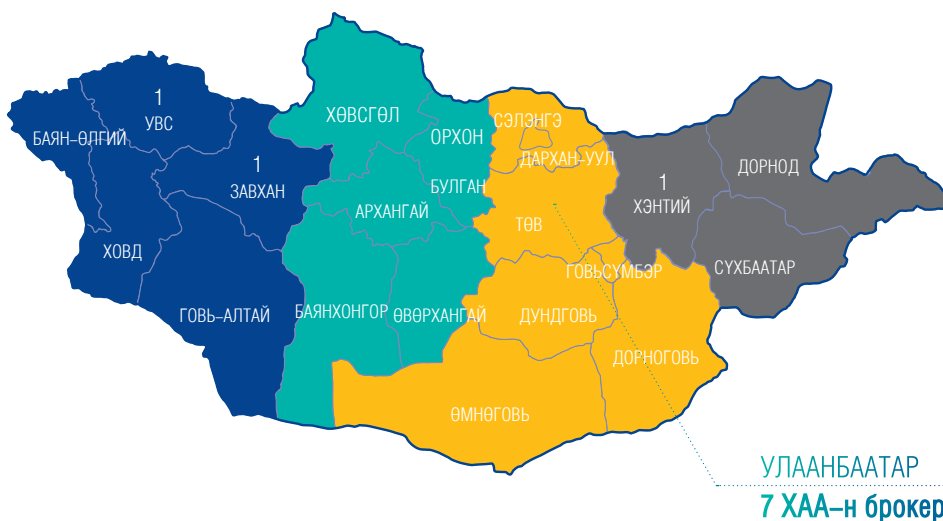 1
УВС
БАЯН-ӨЛГИЙ
1
ЗАВХАН
ХОВД
ГОВЬ-АЛТАЙ
ХӨВСГӨЛ
ОРХОН
БУЛГАН
АРХАНГАЙ
БАЯНХОНГОР
ӨВӨРХАНГАЙ
СЭЛЭНГЭ
ДАРХАН-УУЛ
ТӨВ
ГОВЬСҮМБЭР
ДУНДГОВЬ
ДОРНОГОВЬ
ӨМНӨГОВЬ
1
ХЭНТИЙ
ДОРНОД
СҮХБААТАР
УЛААНБААТАР
7 ХАА-н брокер